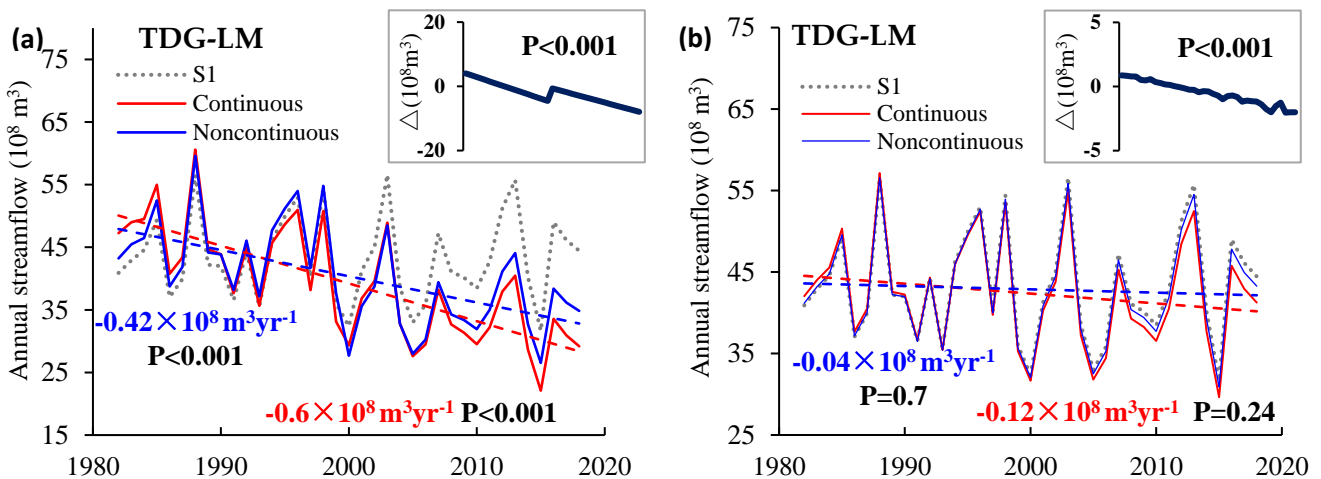 (a)
TDG-LM
S1
Continuous
Noncontinuous
Annual streamflow (10⁸ m³)
75
65
55
45
35
25
15
1980
1990
2000
2010
2020
-0.42×10⁸ m³yr⁻¹
P<0.001
-0.6×10⁸ m³yr⁻¹ P<0.001
△(10⁸m³)
20
0
-20
P<0.001
(b)
TDG-LM
S1
Continuous
Noncontinuous
Annual streamflow (10⁸ m³)
75
65
55
45
35
25
1980
1990
2000
2010
2020
-0.04×10⁸ m³yr⁻¹
P=0.7
-0.12×10⁸ m³yr⁻¹ P=0.24
△(10⁸m³)
5
0
-5
P<0.001